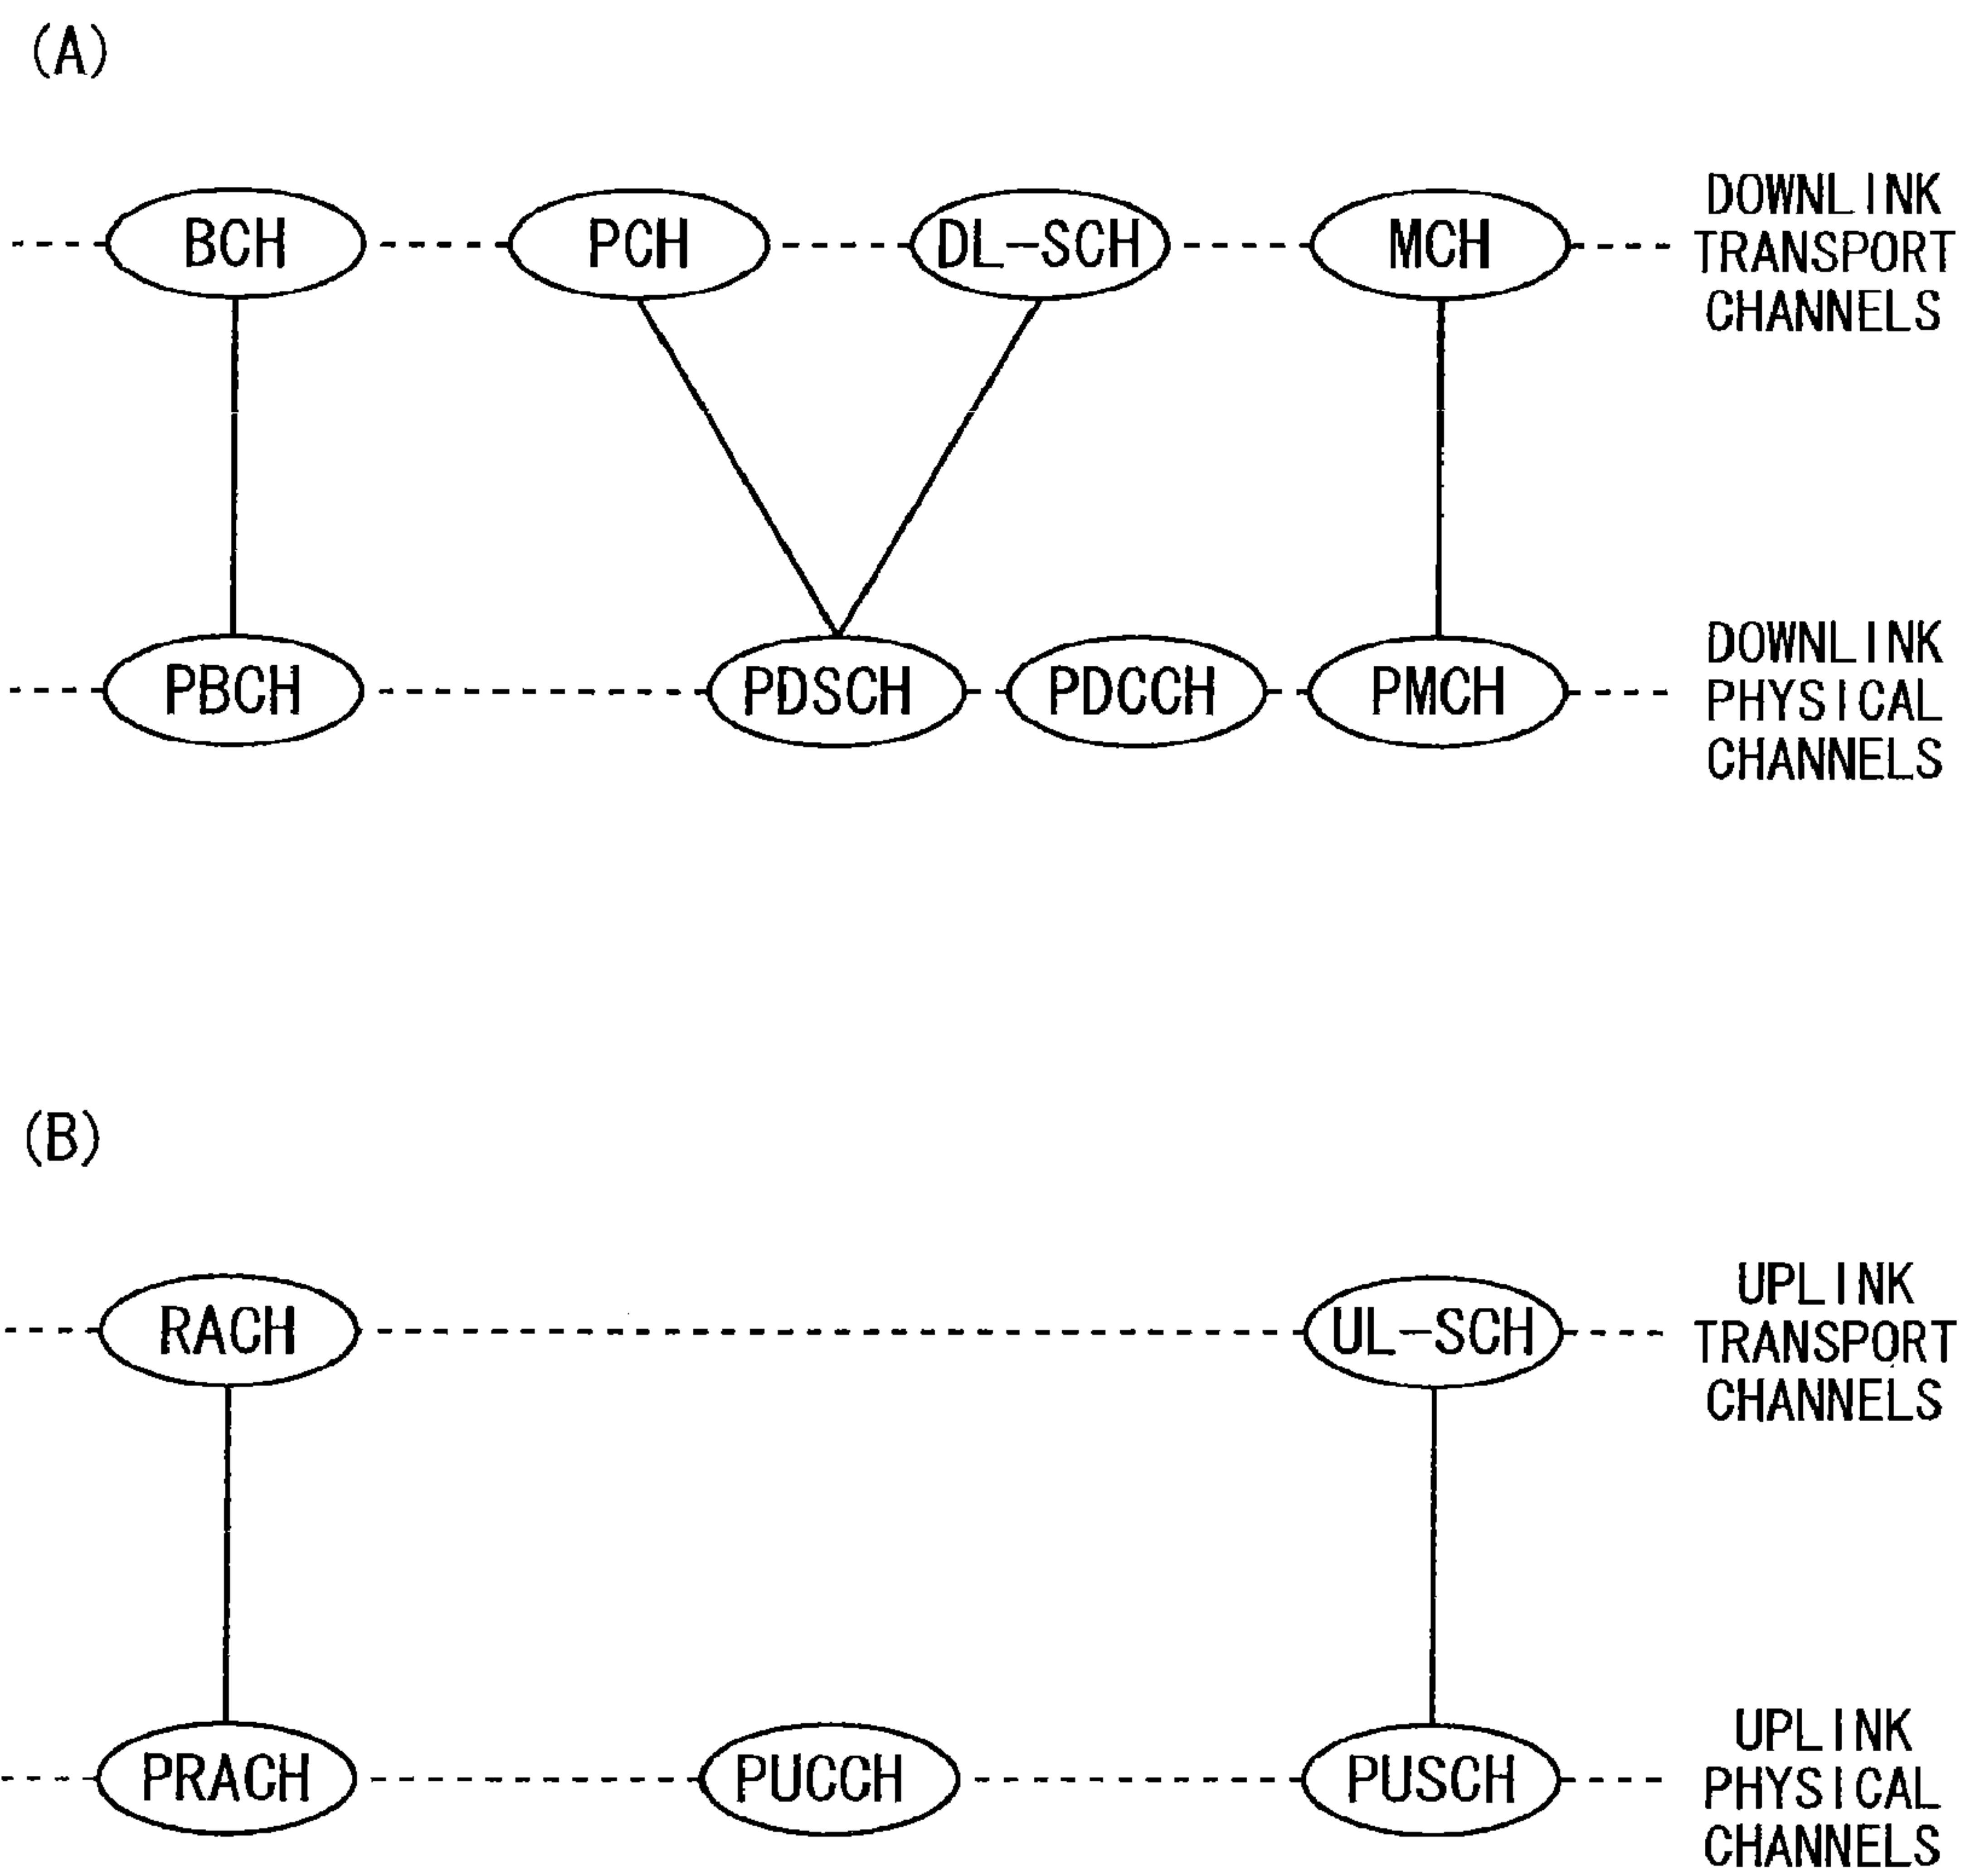 (A)
BCH PCH DL-SCH MCH
DOWNLINK
TRANSPORT
CHANNELS
PBCH PDSCH PDCCH PMCH
DOWNLINK
PHYSICAL
CHANNELS
(B)
RACH UL-SCH
UPLINK
TRANSPORT
CHANNELS
PRACH PUCCH PUSCH
UPLINK
PHYSICAL
CHANNELS